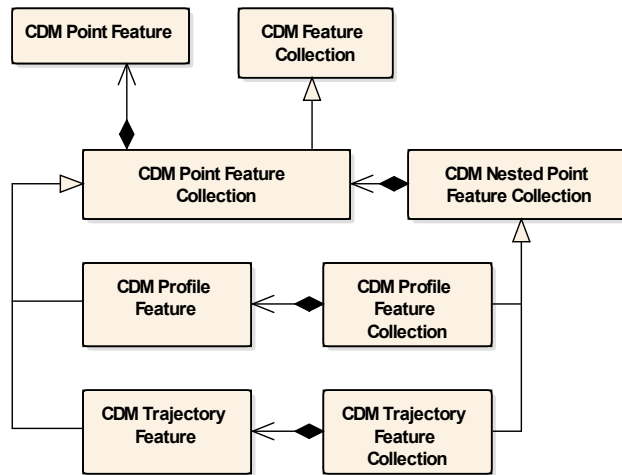 CDM Point Feature
CDM Feature
Collection
CDM Point Feature
Collection
CDM Nested Point
Feature Collection
CDM Profile
Feature
CDM Profile
Feature
Collection
CDM Trajectory
Feature
CDM Trajectory
Feature
Collection